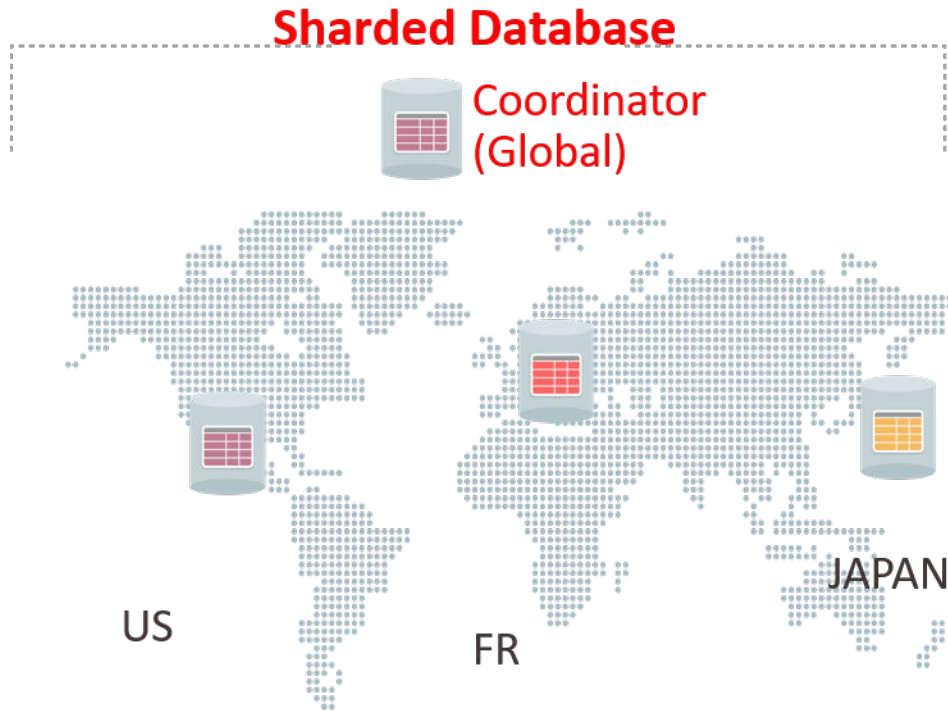 Sharded Database
Coordinator
(Global)
JAPAN
US
FR